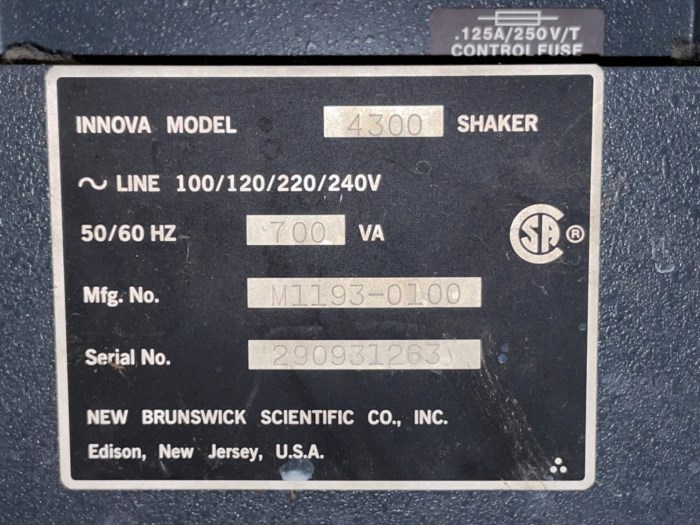 .125A/250V/T
CONTROL FUSE
INNOVA MODEL 4300 SHAKER
~ LINE 100/120/220/240V
50/60 HZ 700 VA
CSA ®
Mfg. No. M1193-0100
Serial No. 290931263
NEW BRUNSWICK SCIENTIFIC CO., INC.
Edison, New Jersey, U.S.A.